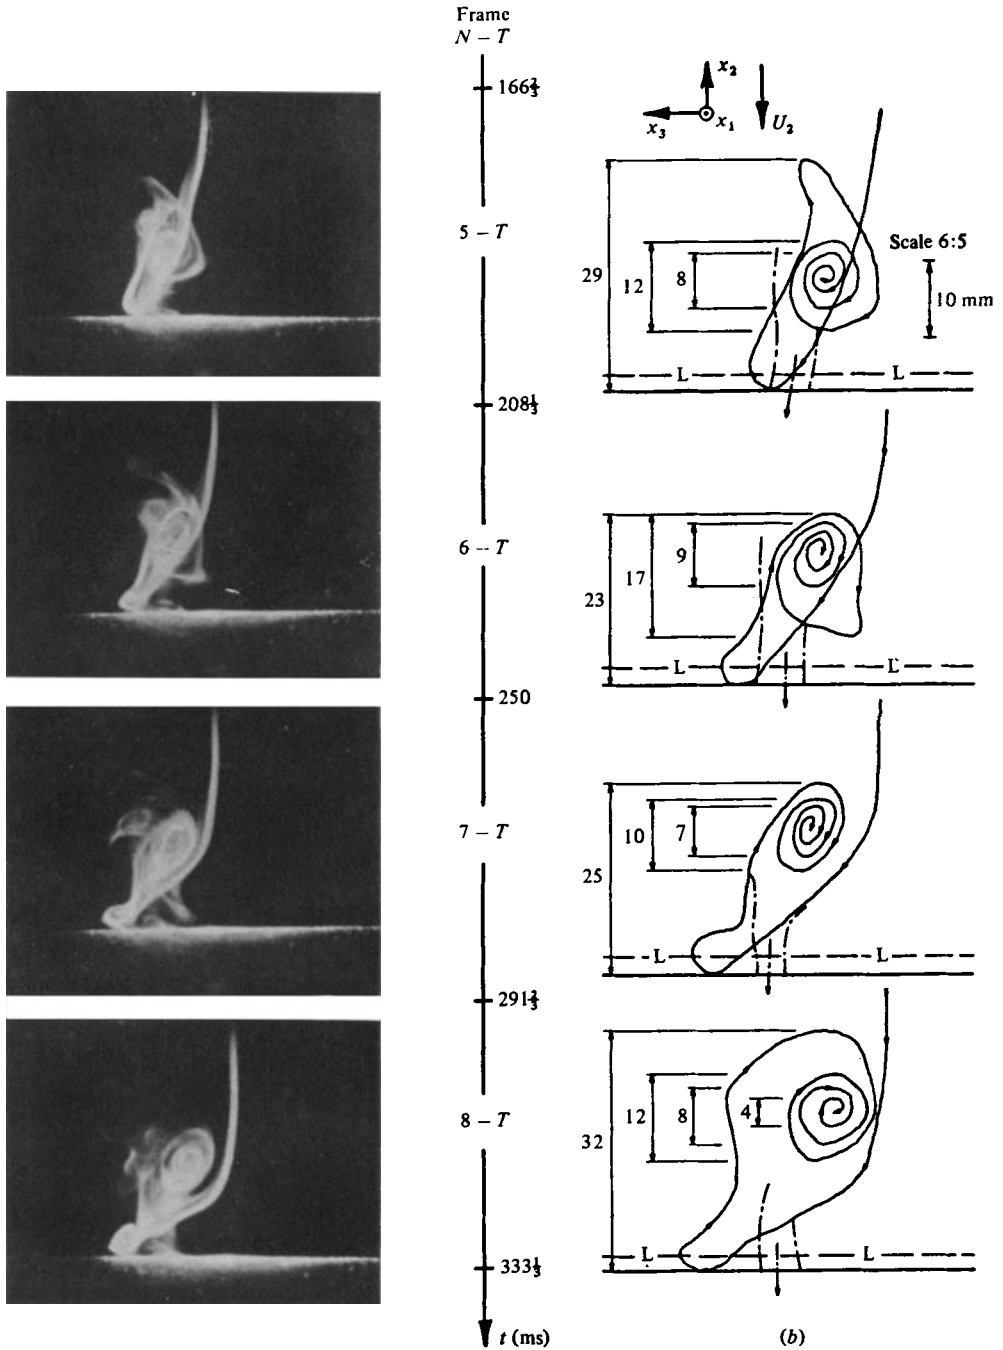 Frame
N – T
166⅔
5 – T
208⅓
6 – T
250
7 – T
291⅔
8 – T
333⅓
t (ms)
x₂
x₃
x₁
U₂
Scale 6:5
10 mm
29
12
8
L
L
23
17
9
L
L
25
10
7
L
L
32
12
8
4
L
L
(b)